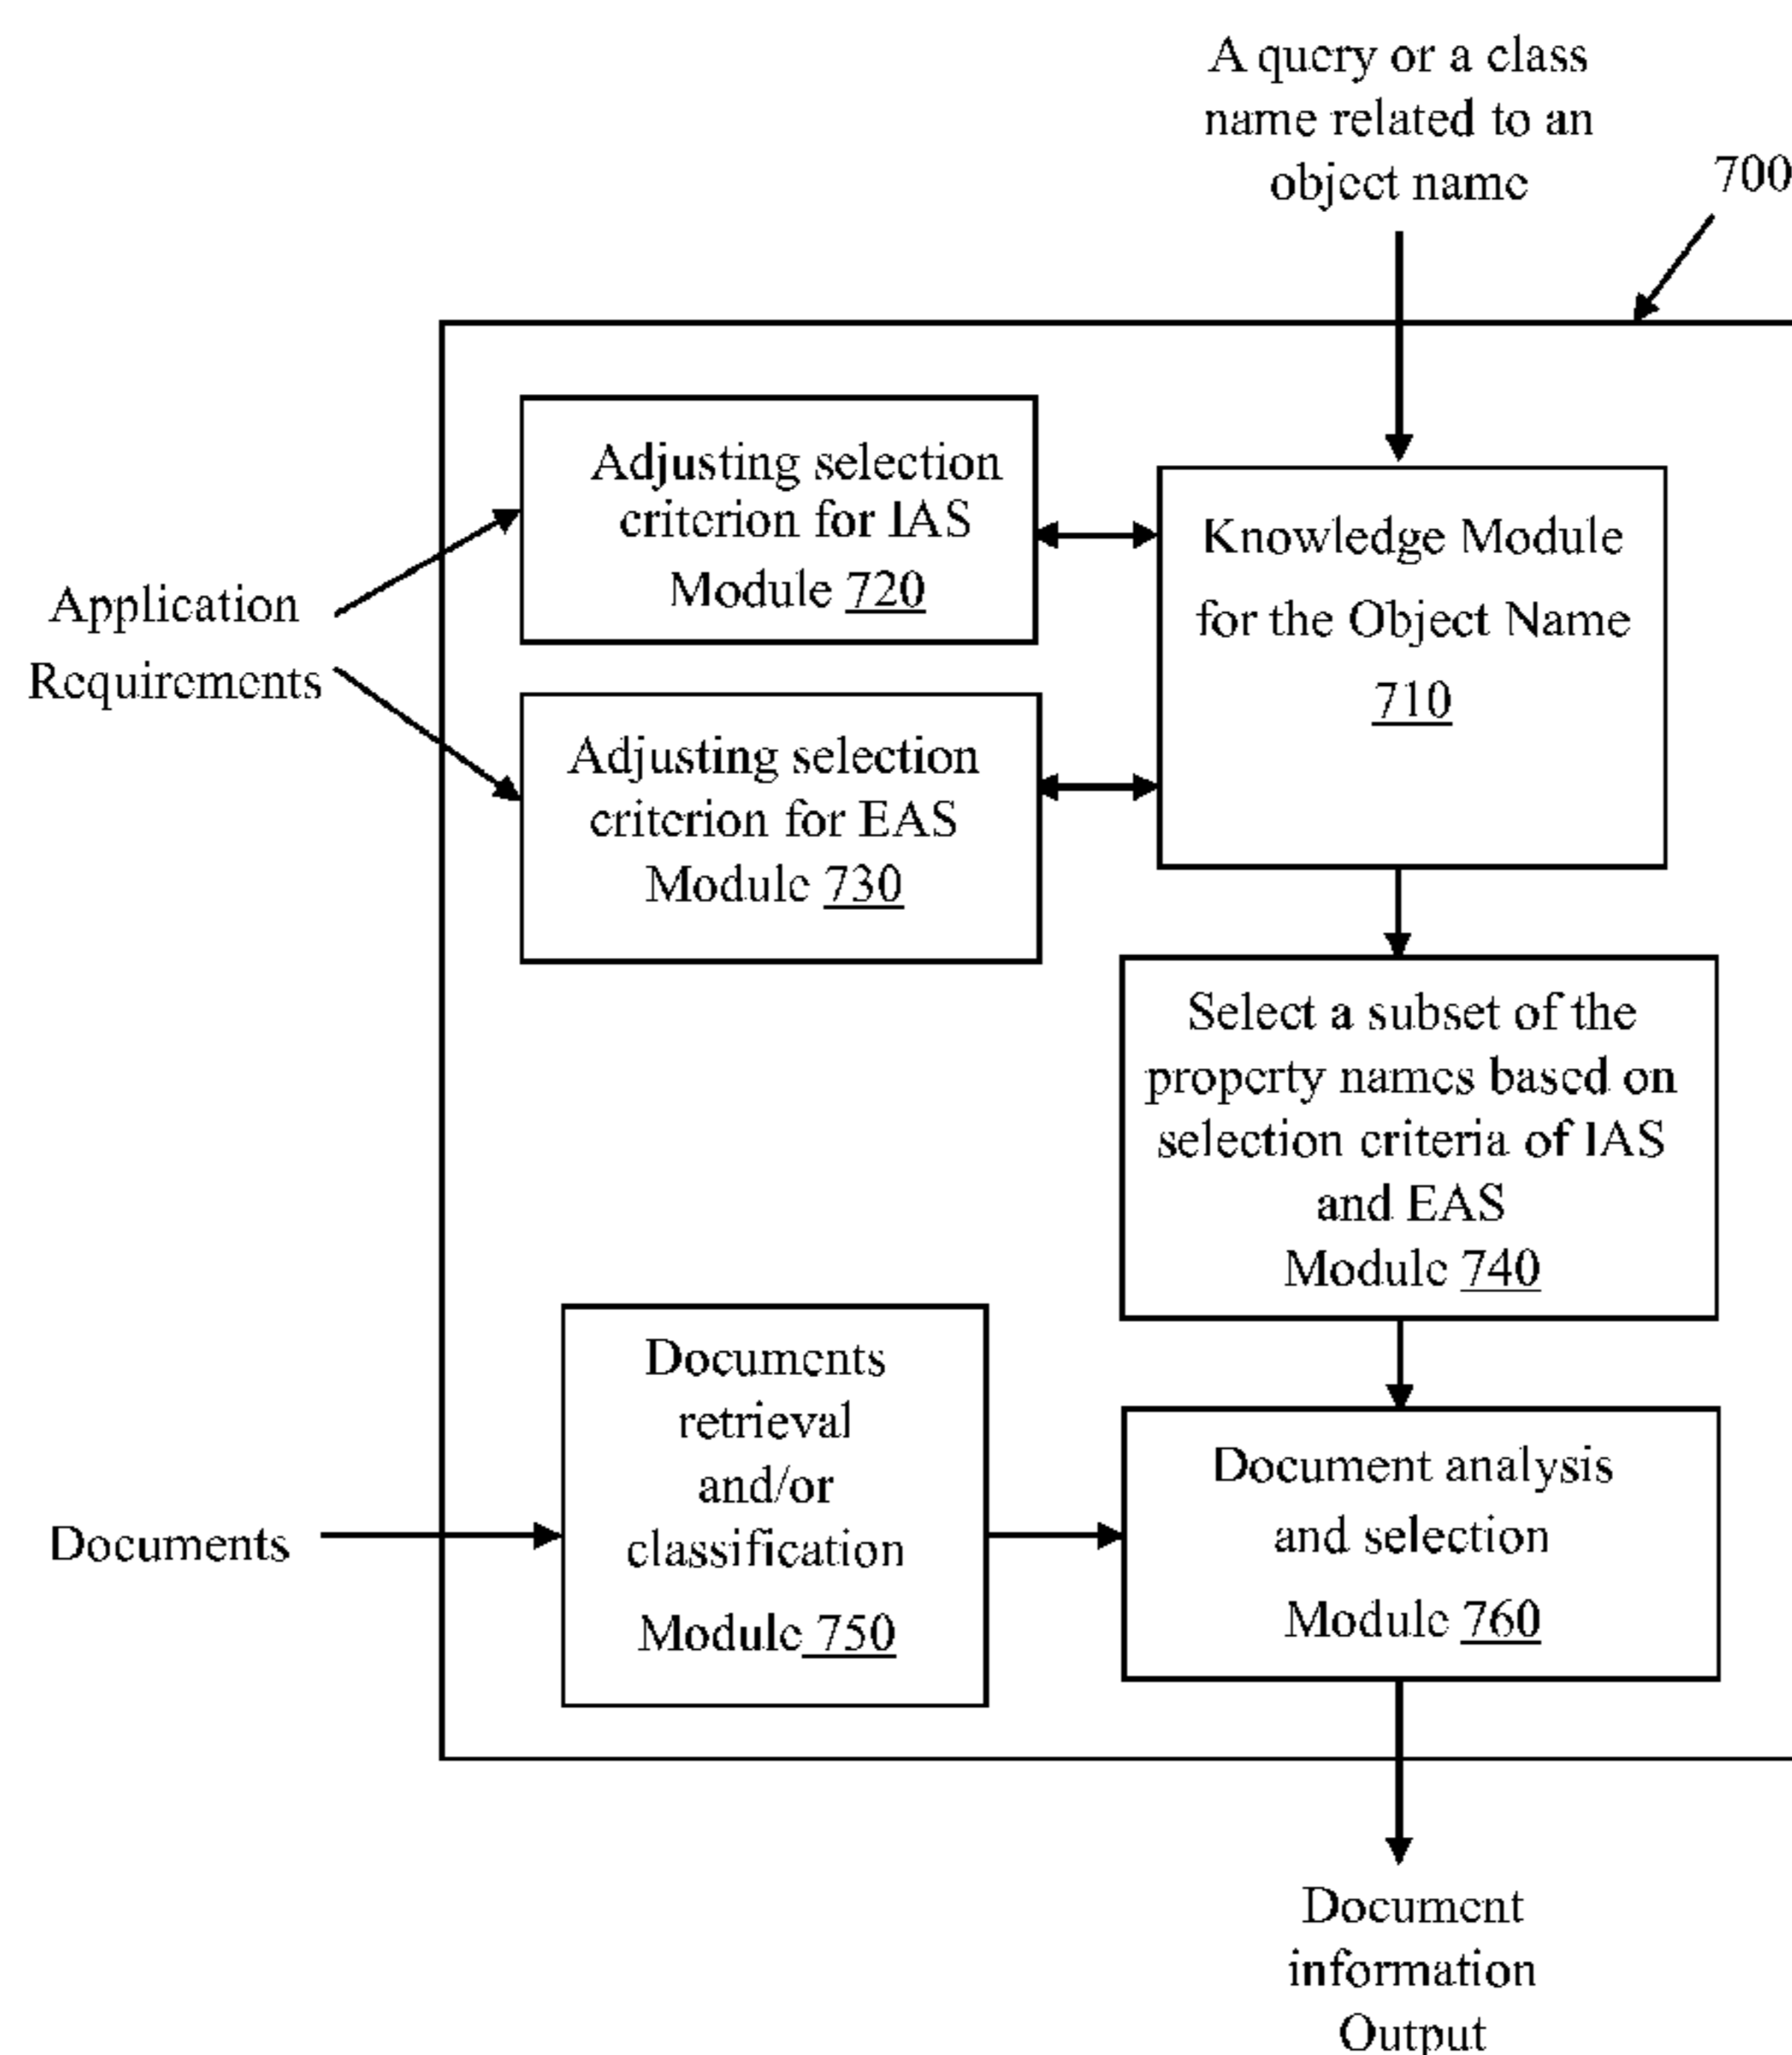 A query or a class
name related to an
object name
700
Adjusting selection
criterion for IAS
Module 720
Knowledge Module
for the Object Name
710
Application
Requirements
Adjusting selection
criterion for EAS
Module 730
Select a subset of the
property names based on
selection criteria of IAS
and EAS
Module 740
Documents
retrieval
and/or
classification
Module 750
Document analysis
and selection
Module 760
Documents
Document
information
Output